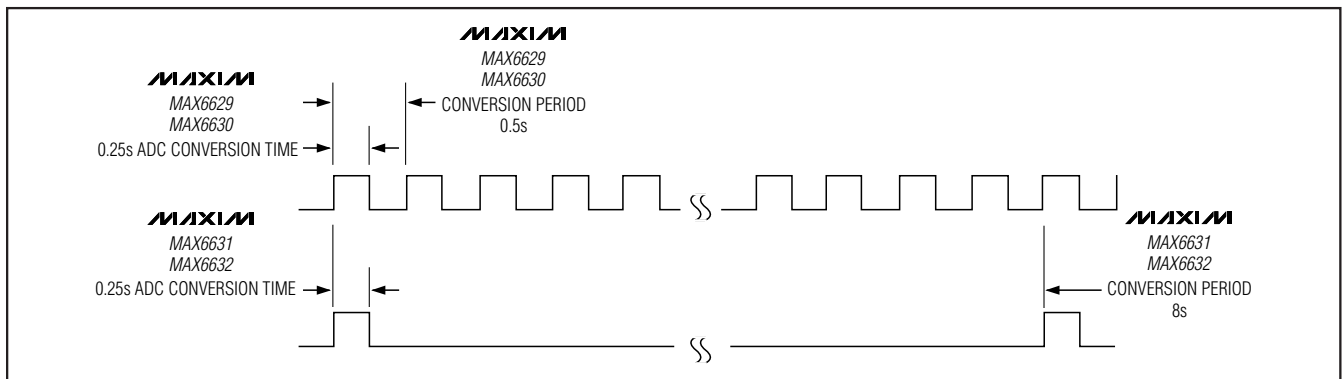 MAXIM
MAX6629
MAX6630
CONVERSION PERIOD
0.5s
MAXIM
MAX6629
MAX6630
0.25s ADC CONVERSION TIME
MAXIM
MAX6631
MAX6632
0.25s ADC CONVERSION TIME
MAXIM
MAX6631
MAX6632
CONVERSION PERIOD
8s